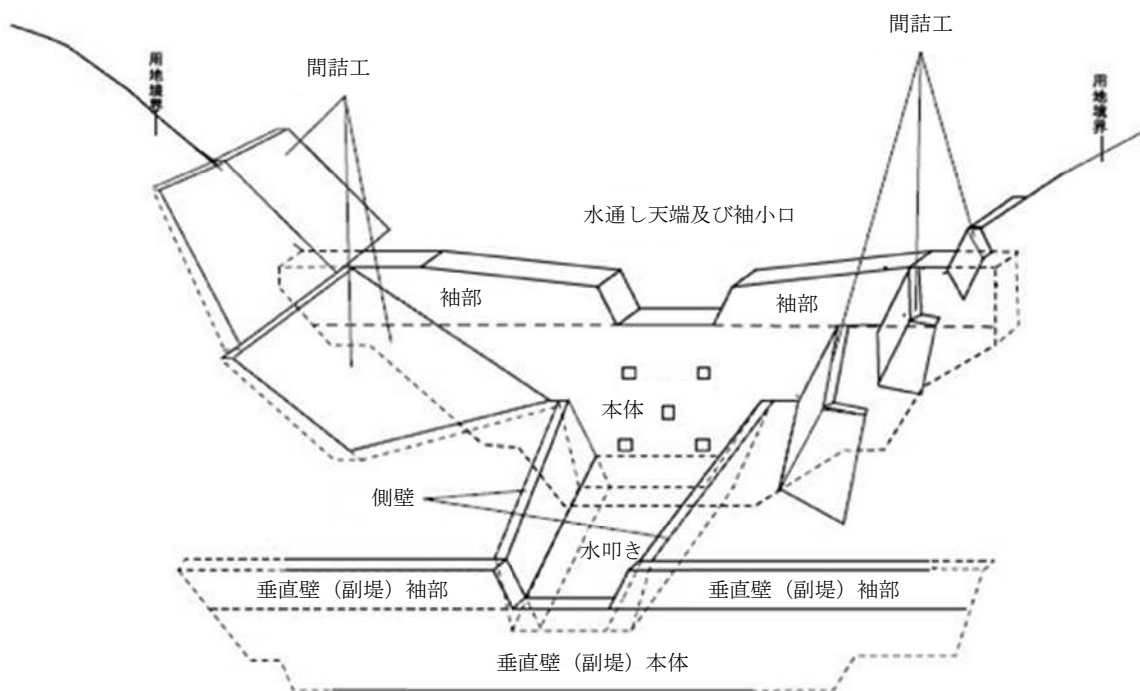 間詰工
間詰工
用地境界
用地境界
水通し天端及び袖小口
袖部
袖部
本体
側壁
水叩き
垂直壁（副堤）袖部
垂直壁（副堤）袖部
垂直壁（副堤）本体